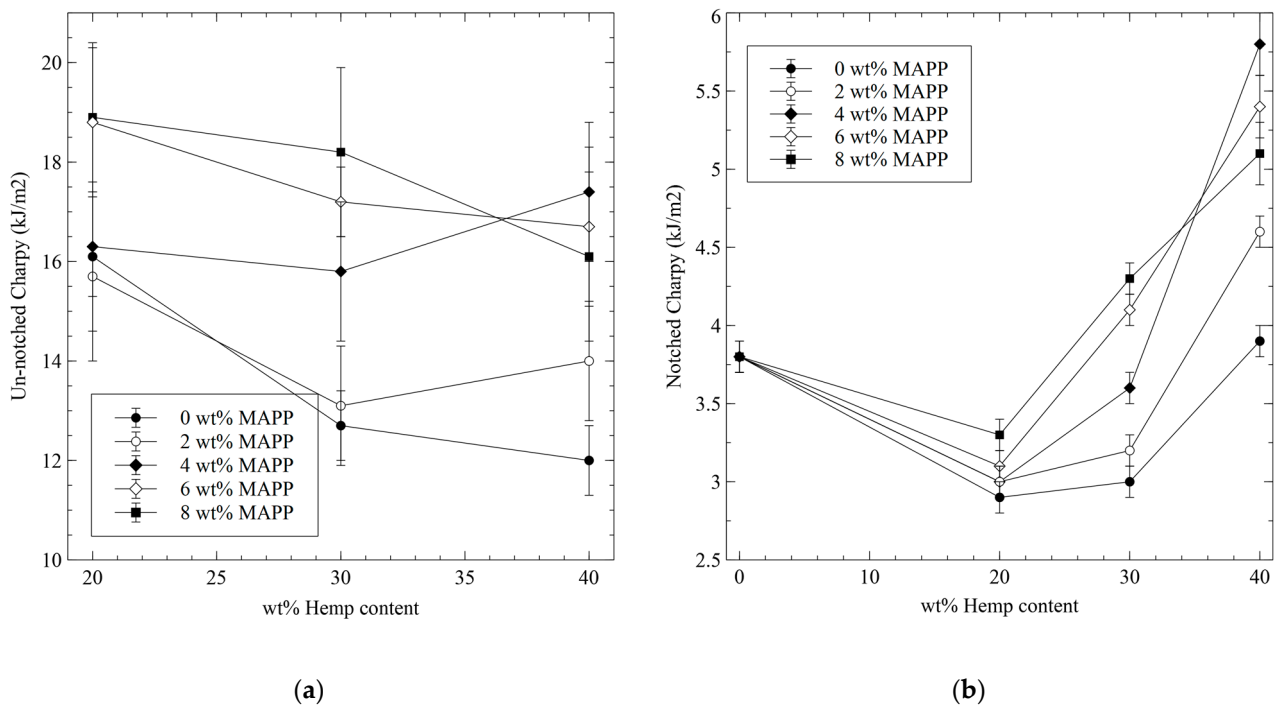 20
18
16
14
12
10
Un-notched Charpy (kJ/m2)
0 wt% MAPP
2 wt% MAPP
4 wt% MAPP
6 wt% MAPP
8 wt% MAPP
20 25 30 35 40
wt% Hemp content
(a)
6
5.5
5
4.5
4
3.5
3
2.5
Notched Charpy (kJ/m2)
0 wt% MAPP
2 wt% MAPP
4 wt% MAPP
6 wt% MAPP
8 wt% MAPP
0 10 20 30 40
wt% Hemp content
(b)